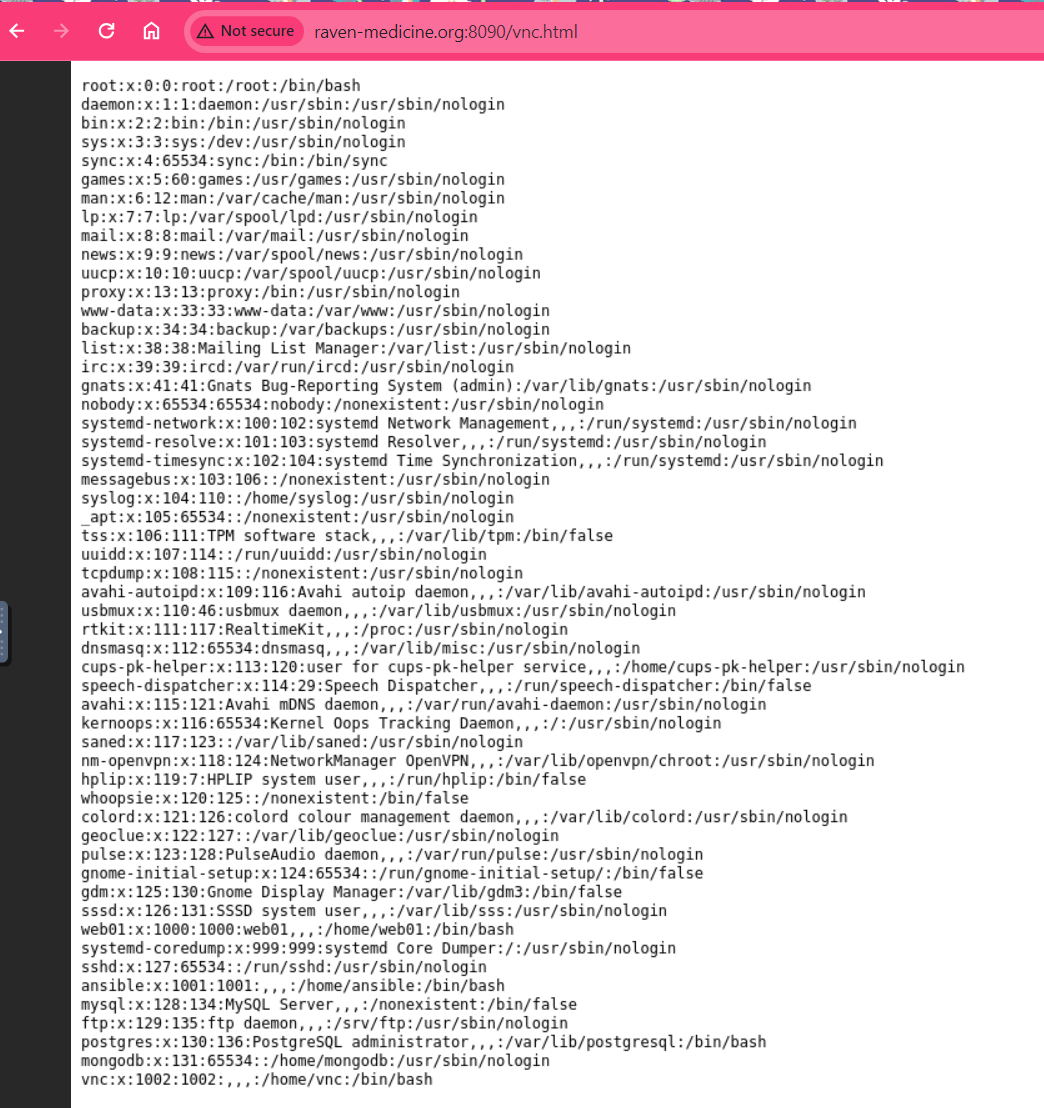 Not secure raven-medicine.org:8090/vnc.html
root:x:0:0:root:/root:/bin/bash
daemon:x:1:1:daemon:/usr/sbin:/usr/sbin/nologin
bin:x:2:2:bin:/bin:/usr/sbin/nologin
sys:x:3:3:sys:/dev:/usr/sbin/nologin
sync:x:4:65534:sync:/bin:/bin/sync
games:x:5:60:games:/usr/games:/usr/sbin/nologin
man:x:6:12:man:/var/cache/man:/usr/sbin/nologin
lp:x:7:7:lp:/var/spool/lpd:/usr/sbin/nologin
mail:x:8:8:mail:/var/mail:/usr/sbin/nologin
news:x:9:9:news:/var/spool/news:/usr/sbin/nologin
uucp:x:10:10:uucp:/var/spool/uucp:/usr/sbin/nologin
proxy:x:13:13:proxy:/bin:/usr/sbin/nologin
www-data:x:33:33:www-data:/var/www:/usr/sbin/nologin
backup:x:34:34:backup:/var/backups:/usr/sbin/nologin
list:x:38:38:Mailing List Manager:/var/list:/usr/sbin/nologin
irc:x:39:39:ircd:/var/run/ircd:/usr/sbin/nologin
gnats:x:41:41:Gnats Bug-Reporting System (admin):/var/lib/gnats:/usr/sbin/nologin
nobody:x:65534:65534:nobody:/nonexistent:/usr/sbin/nologin
systemd-network:x:100:102:systemd Network Management,,,:/run/systemd:/usr/sbin/nologin
systemd-resolve:x:101:103:systemd Resolver,,,:/run/systemd:/usr/sbin/nologin
systemd-timesync:x:102:104:systemd Time Synchronization,,,:/run/systemd:/usr/sbin/nologin
messagebus:x:103:106::/nonexistent:/usr/sbin/nologin
syslog:x:104:110::/home/syslog:/usr/sbin/nologin
_apt:x:105:65534::/nonexistent:/usr/sbin/nologin
tss:x:106:111:TPM software stack,,,:/var/lib/tpm:/bin/false
uuidd:x:107:114::/run/uuidd:/usr/sbin/nologin
tcpdump:x:108:115::/nonexistent:/usr/sbin/nologin
avahi-autoipd:x:109:116:Avahi autoip daemon,,,:/var/lib/avahi-autoipd:/usr/sbin/nologin
usbmux:x:110:46:usbmux daemon,,,:/var/lib/usbmux:/usr/sbin/nologin
rtkit:x:111:117:RealtimeKit,,,:/proc:/usr/sbin/nologin
dnsmasq:x:112:65534:dnsmasq,,,:/var/lib/misc:/usr/sbin/nologin
cups-pk-helper:x:113:120:user for cups-pk-helper service,,,:/home/cups-pk-helper:/usr/sbin/nologin
speech-dispatcher:x:114:29:Speech Dispatcher,,,:/run/speech-dispatcher:/bin/false
avahi:x:115:121:Avahi mDNS daemon,,,:/var/run/avahi-daemon:/usr/sbin/nologin
kernoops:x:116:65534:Kernel Oops Tracking Daemon,,,:/:/usr/sbin/nologin
saned:x:117:123::/var/lib/saned:/usr/sbin/nologin
nm-openvpn:x:118:124:NetworkManager OpenVPN,,,:/var/lib/openvpn/chroot:/usr/sbin/nologin
hplip:x:119:7:HPLIP system user,,,:/run/hplip:/bin/false
whoopsie:x:120:125::/nonexistent:/bin/false
colord:x:121:126:colord colour management daemon,,,:/var/lib/colord:/usr/sbin/nologin
geoclue:x:122:127::/var/lib/geoclue:/usr/sbin/nologin
pulse:x:123:128:PulseAudio daemon,,,:/var/run/pulse:/usr/sbin/nologin
gnome-initial-setup:x:124:65534::/run/gnome-initial-setup/:/bin/false
gdm:x:125:130:Gnome Display Manager:/var/lib/gdm3:/bin/false
sssd:x:126:131:SSSD system user,,,:/var/lib/sss:/usr/sbin/nologin
web01:x:1000:1000:web01,,,:/home/web01:/bin/bash
systemd-coredump:x:999:999:systemd Core Dumper:/:/usr/sbin/nologin
sshd:x:127:65534::/run/sshd:/usr/sbin/nologin
ansible:x:1001:1001:,,,:/home/ansible:/bin/bash
mysql:x:128:134:MySQL Server,,,:/nonexistent:/bin/false
ftp:x:129:135:ftp daemon,,,:/srv/ftp:/usr/sbin/nologin
postgres:x:130:136:PostgreSQL administrator,,,:/var/lib/postgresql:/bin/bash
mongodb:x:131:65534::/home/mongodb:/usr/sbin/nologin
vnc:x:1002:1002:,,,:/home/vnc:/bin/bash